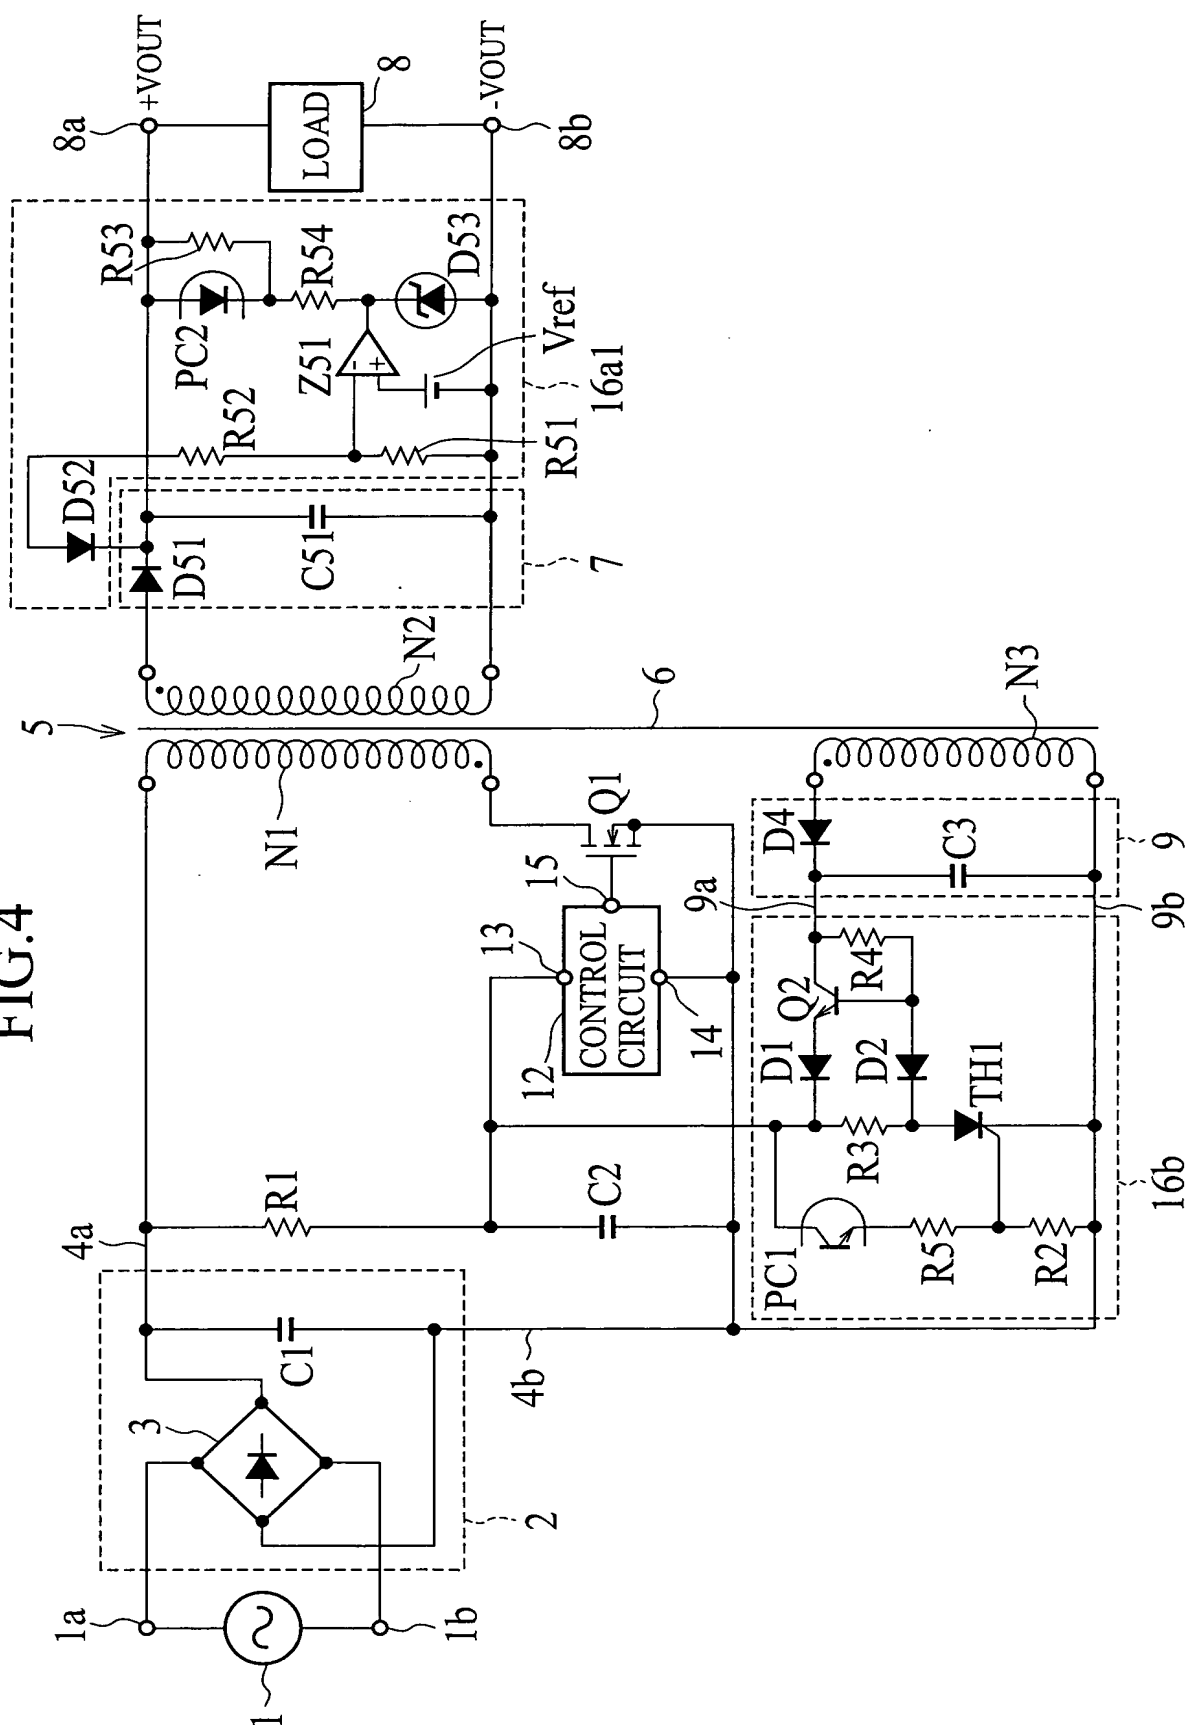 FIG.4
5
4a
3
1a
1
1b
2
C1
4b
R1
C2
N1
N2
6
13
12
CONTROL
CIRCUIT
15
14
Q1
D51
D52
C51
7
R52
R51
PC2
R53
R54
Z51
D53
Vref
16a1
8a
+VOUT
LOAD
8
-VOUT
8b
PC1
R5
R2
R3
D1
D2
TH1
Q2
R4
16b
9a
9b
D4
C3
9
N3